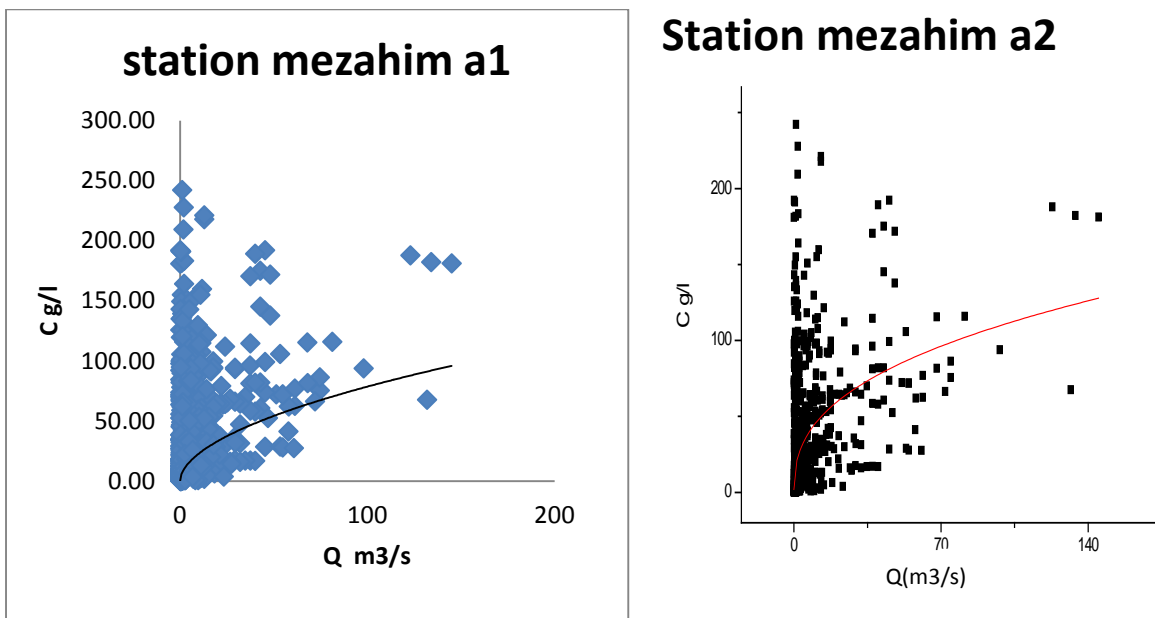 station mezahim a1
300.00
250.00
200.00
150.00
100.00
50.00
0.00
C g/l
0
100
200
Q m3/s
Station mezahim a2
200
100
0
C g/l
0
70
140
Q(m3/s)